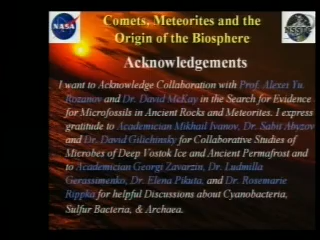 NASA
Comets, Meteorites and the
Origin of the Biosphere
NSSTC
Acknowledgements
I want to Acknowledge Collaboration with Prof. Alexei Yu.
Rozanov and Dr. David McKay in the Search for Evidence
for Microfossils in Ancient Rocks and Meteorites. I express
gratitude to Academician Mikhail Ivanov, Dr. Sabit Abyzov
and Dr. David Gilichinsky for Collaborative Studies of
Microbes of Deep Vostok Ice and Ancient Permafrost and
to Academician Georgi Zavarzin, Dr. Ludmilla
Gerassimenko, Dr. Elena Pikuta, and Dr. Rosemarie
Rippka for helpful Discussions about Cyanobacteria,
Sulfur Bacteria, & Archaea.